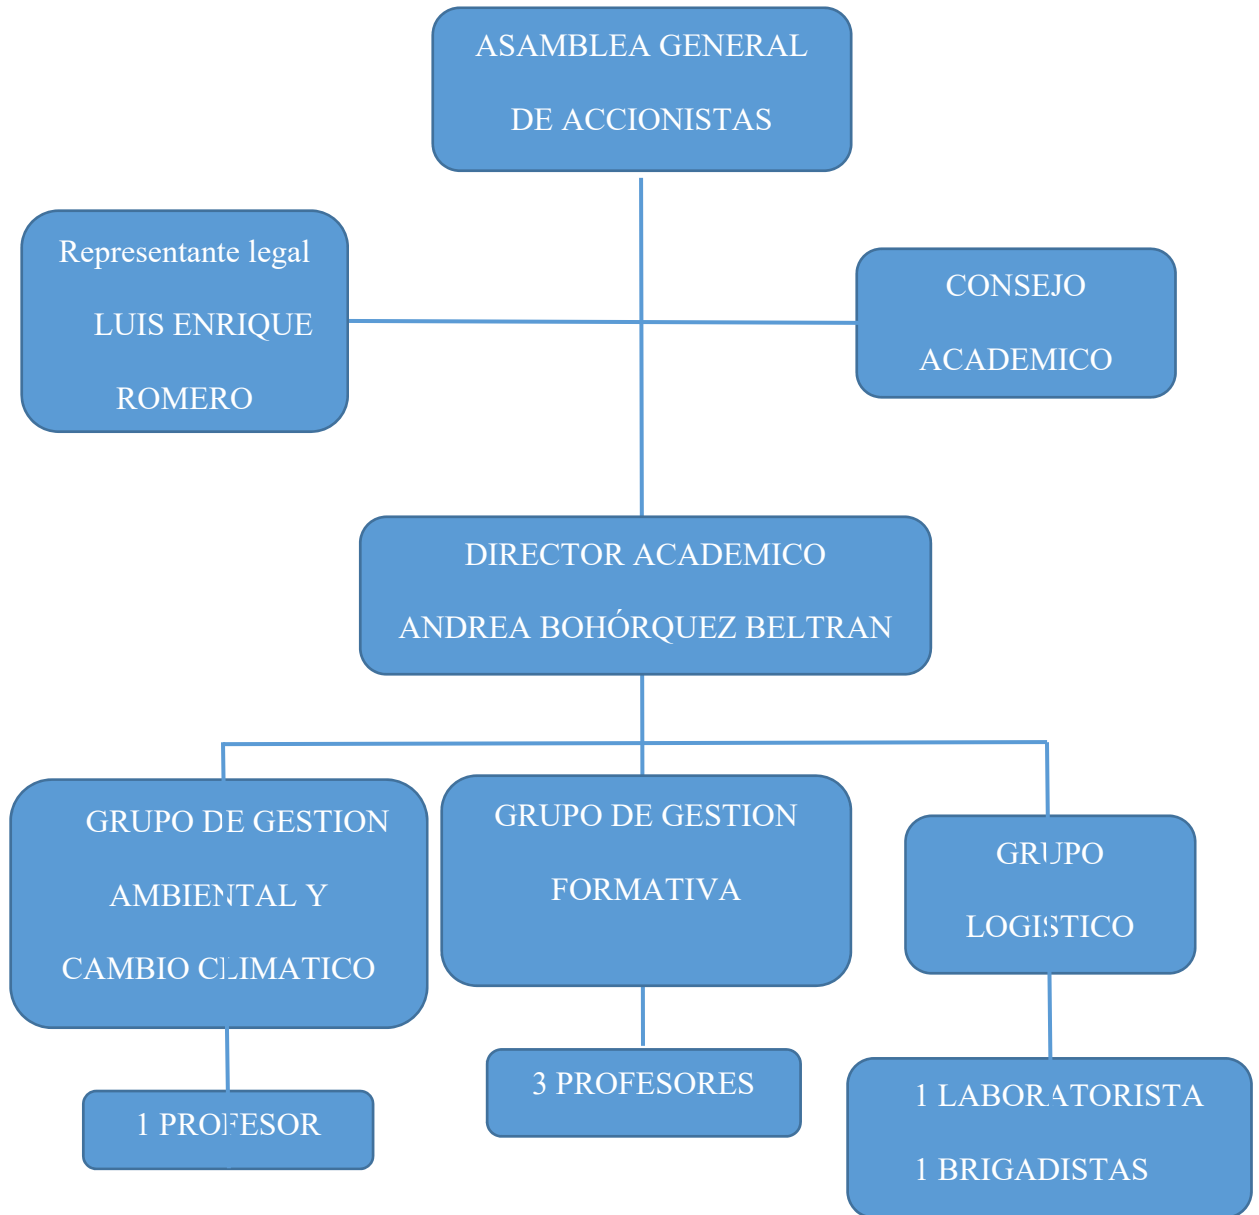 ASAMBLEA GENERAL
DE ACCIONISTAS
Representante legal
LUIS ENRIQUE
ROMERO
CONSEJO
ACADEMICO
DIRECTOR ACADEMICO
ANDREA BOHÓRQUEZ BELTRAN
GRUPO DE GESTION
AMBIENTAL Y
CAMBIO CLIMATICO
GRUPO DE GESTION
FORMATIVA
GRUPO
LOGISTICO
1 PROFESOR
3 PROFESORES
1 LABORATORISTA
1 BRIGADISTAS